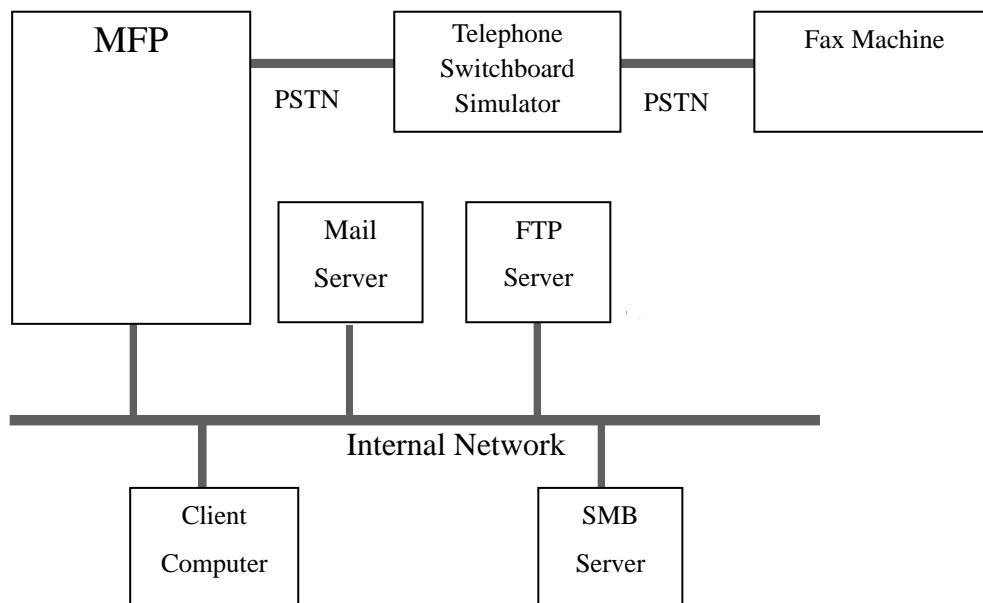 MFP
Telephone
Switchboard
Simulator
Fax Machine
PSTN
PSTN
Mail
Server
FTP
Server
Internal Network
Client
Computer
SMB
Server